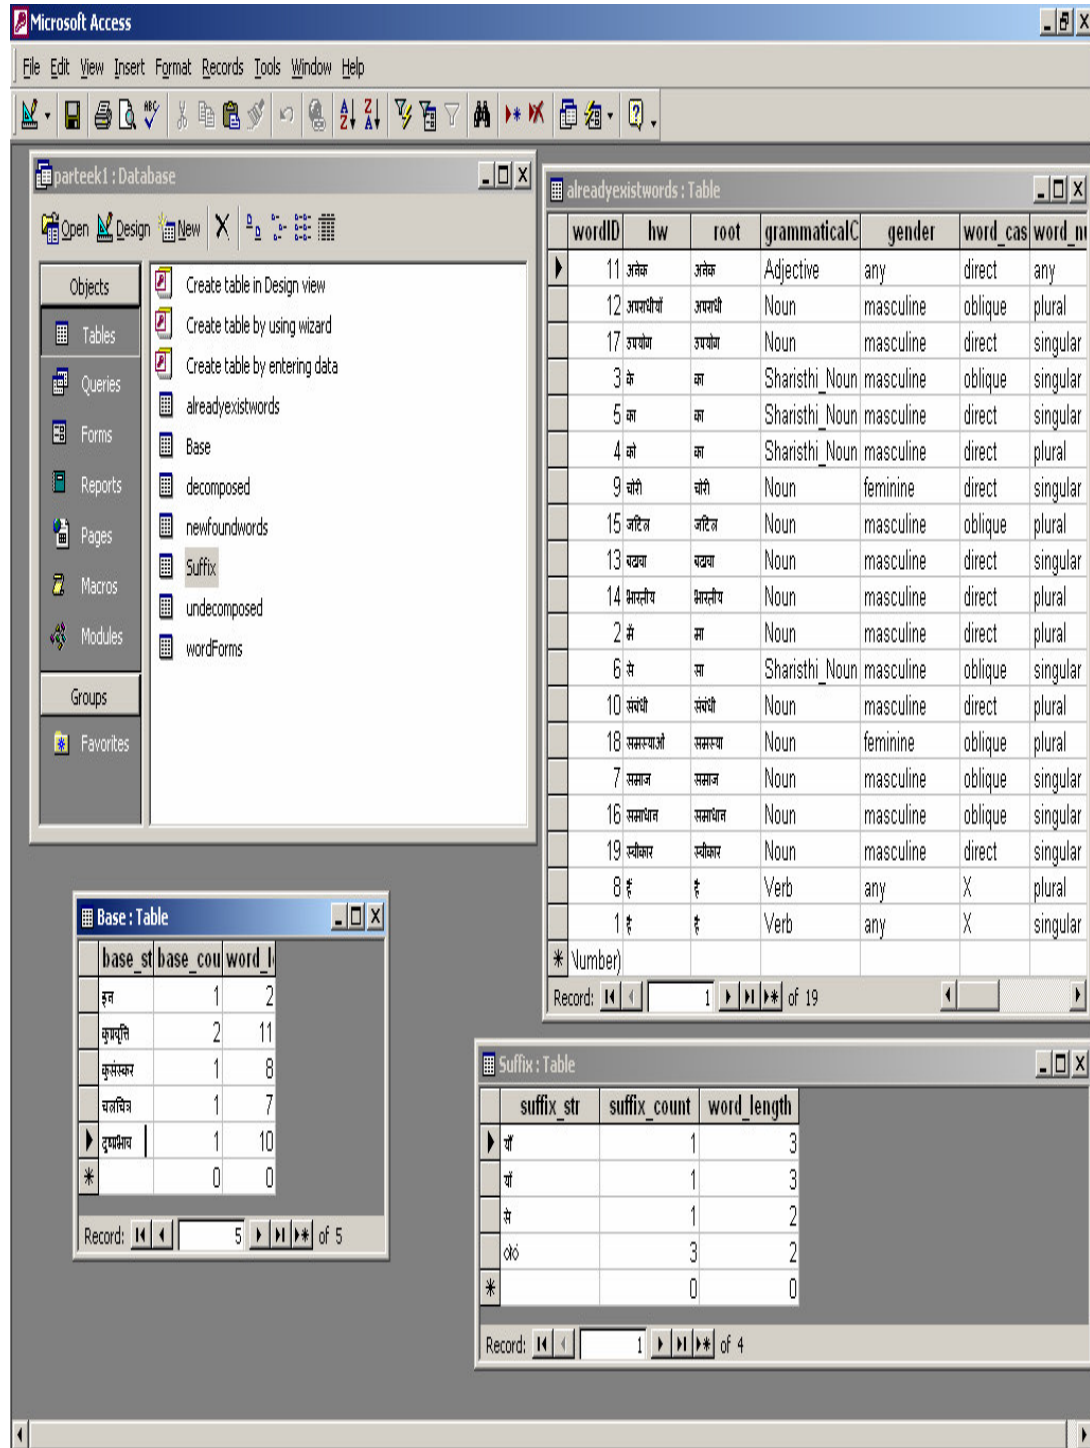 Microsoft Access
File Edit View Insert Format Records Tools Window Help
parteek1 : Database
Open Design New
Objects
Tables
Queries
Forms
Reports
Pages
Macros
Modules
Groups
Favorites
Create table in Design view
Create table by using wizard
Create table by entering data
alreadyexistwords
Base
decomposed
newfoundwords
Suffix
undecomposed
wordForms
alreadyexistwords : Table
wordID hw root grammaticalC gender word_cas word_nu
11 अनेक अनेक Adjective any direct any
12 अपराधीयों अपराधी Noun masculine oblique plural
17 उपयोग उपयोग Noun masculine direct singular
3 के का Sharisthi_Noun masculine oblique singular
5 का का Sharisthi_Noun masculine direct singular
4 को का Sharisthi_Noun masculine direct plural
9 चोरी चोरी Noun feminine direct singular
15 जटिल जटिल Noun masculine oblique plural
13 बढावा बढावा Noun masculine direct singular
14 भारतीय भारतीय Noun masculine direct plural
2 में मा Noun masculine direct plural
6 से सा Sharisthi_Noun masculine oblique singular
10 संबंधी संबंधी Noun masculine direct plural
18 समस्याओं समस्या Noun feminine oblique plural
7 समाज समाज Noun masculine oblique singular
16 समाधान समाधान Noun masculine oblique singular
19 स्वीकार स्वीकार Noun masculine direct singular
8 हैं है Verb any X plural
1 है है Verb any X singular
Number)
Record: 1 of 19
Base : Table
base_st base_cou word_l
इन 1 2
कुप्रवृत्ति 2 11
कुसंस्कर 1 8
चलचित्र 1 7
दुष्प्रभाव 1 10
0 0
Record: 5 of 5
Suffix : Table
suffix_str suffix_count word_length
यों 1 3
याँ 1 3
से 1 2
3 2
0 0
Record: 1 of 4